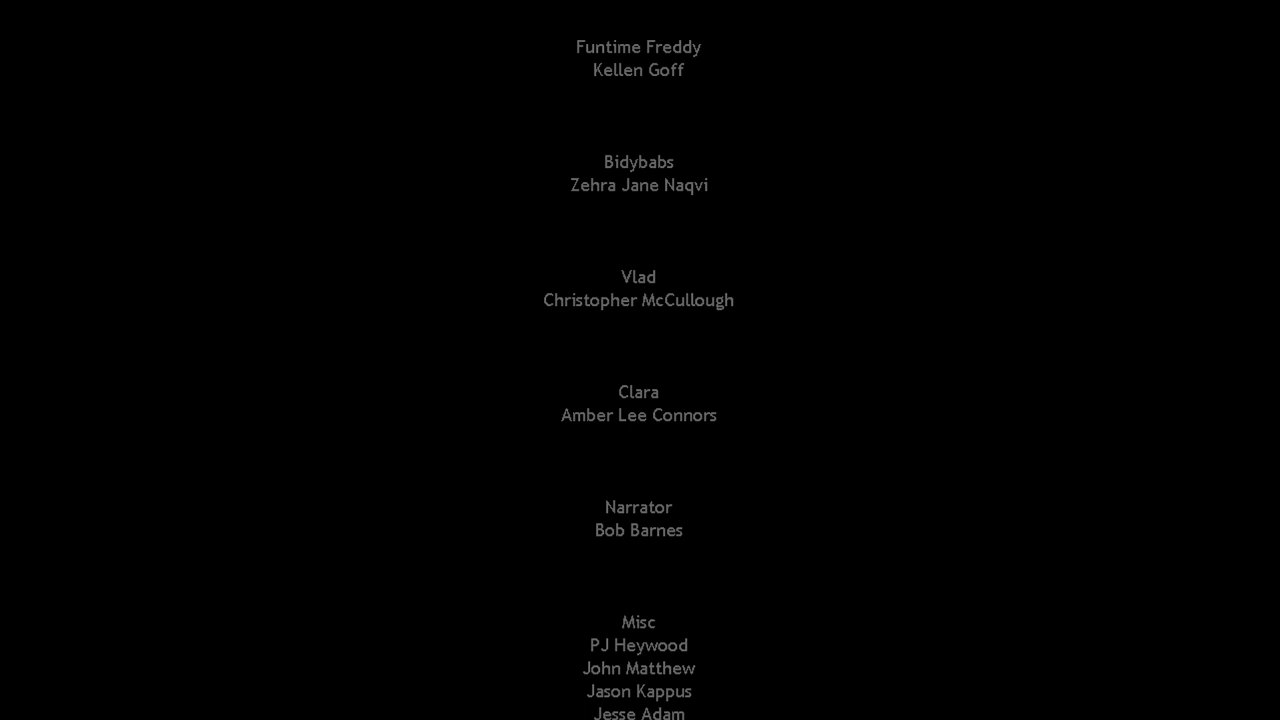 Funtime Freddy
Kellen Goff
Bidybabs
Zehra Jane Naqvi
Vlad
Christopher McCullough
Clara
Amber Lee Connors
Narrator
Bob Barnes
Misc
PJ Heywood
John Matthew
Jason Kappus
Jesse Adam